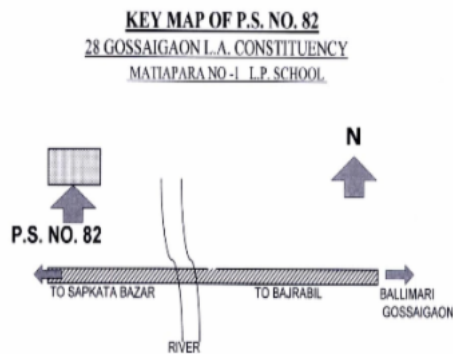 KEY MAP OF P.S. NO. 82
28 GOSSAIGAON L.A. CONSTITUENCY
MATIAPARA NO -1 L.P. SCHOOL
N
P.S. NO. 82
TO SAPKATA BAZAR
TO BAJRABIL
BALLIMARI
GOSSAIGAON
RIVER